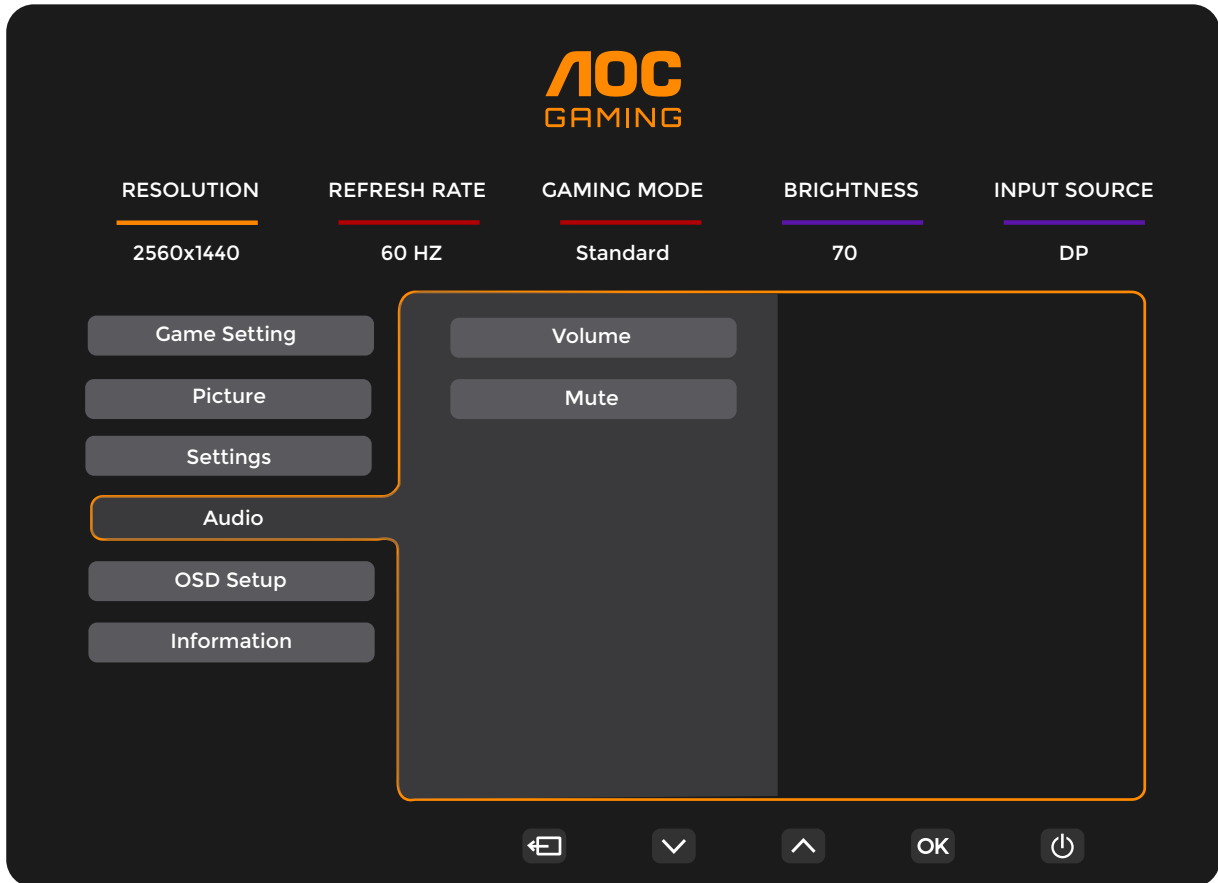 AOC
GAMING
RESOLUTION REFRESH RATE GAMING MODE BRIGHTNESS INPUT SOURCE
2560x1440 60 HZ Standard 70 DP
Game Setting Volume
Picture Mute
Settings
Audio
OSD Setup
Information
OK